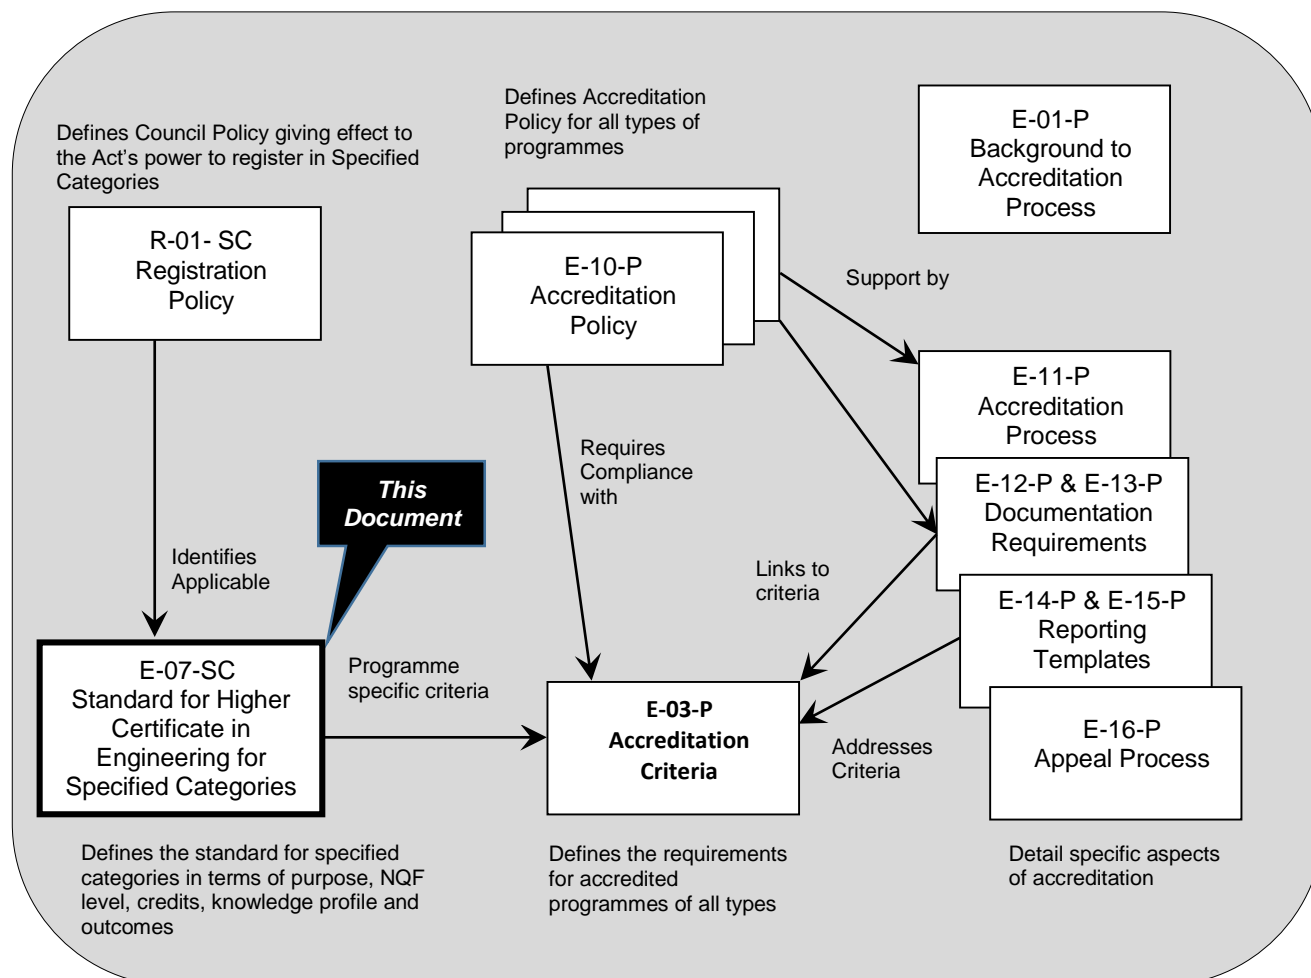 Defines Council Policy giving effect to
the Act's power to register in Specified
Categories
R-01- SC
Registration
Policy
Defines Accreditation
Policy for all types of
programmes
E-10-P
Accreditation
Policy
E-01-P
Background to
Accreditation
Process
Support by
E-11-P
Accreditation
Process
E-12-P & E-13-P
Documentation
Requirements
E-14-P & E-15-P
Reporting
Templates
E-16-P
Appeal Process
Requires
Compliance
with
This
Document
Identifies
Applicable
Links to
criteria
E-07-SC
Standard for Higher
Certificate in
Engineering for
Specified Categories
Programme
specific criteria
E-03-P
Accreditation
Criteria
Addresses
Criteria
Defines the standard for specified
categories in terms of purpose, NQF
level, credits, knowledge profile and
outcomes
Defines the requirements
for accredited
programmes of all types
Detail specific aspects
of accreditation